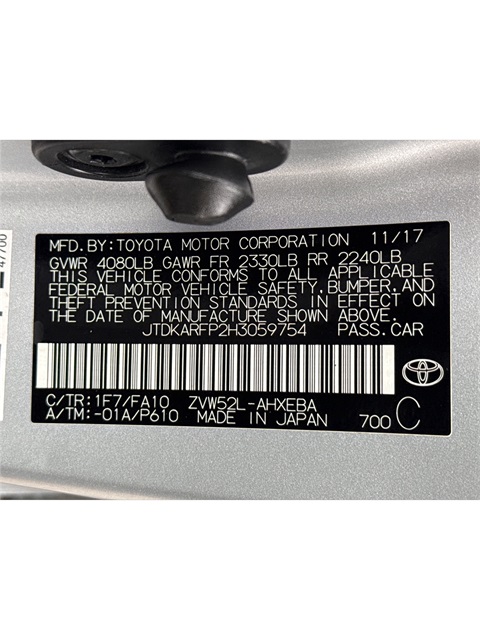 MFD.BY:TOYOTA MOTOR CORPORATION 11/17
GVWR 4080LB GAWR FR 2330LB RR 2240LB
THIS VEHICLE CONFORMS TO ALL APPLICABLE
FEDERAL MOTOR VEHICLE SAFETY,BUMPER,AND
THEFT PREVENTION STANDARDS IN EFFECT ON
THE DATE OF MANUFACTURE SHOWN ABOVE.
JTDKARFP2H3059754 PASS.CAR
C/TR:1F7/FA10 ZVW52L-AHXEBA
A/TM:-01A/P610 MADE IN JAPAN 700 C
47700